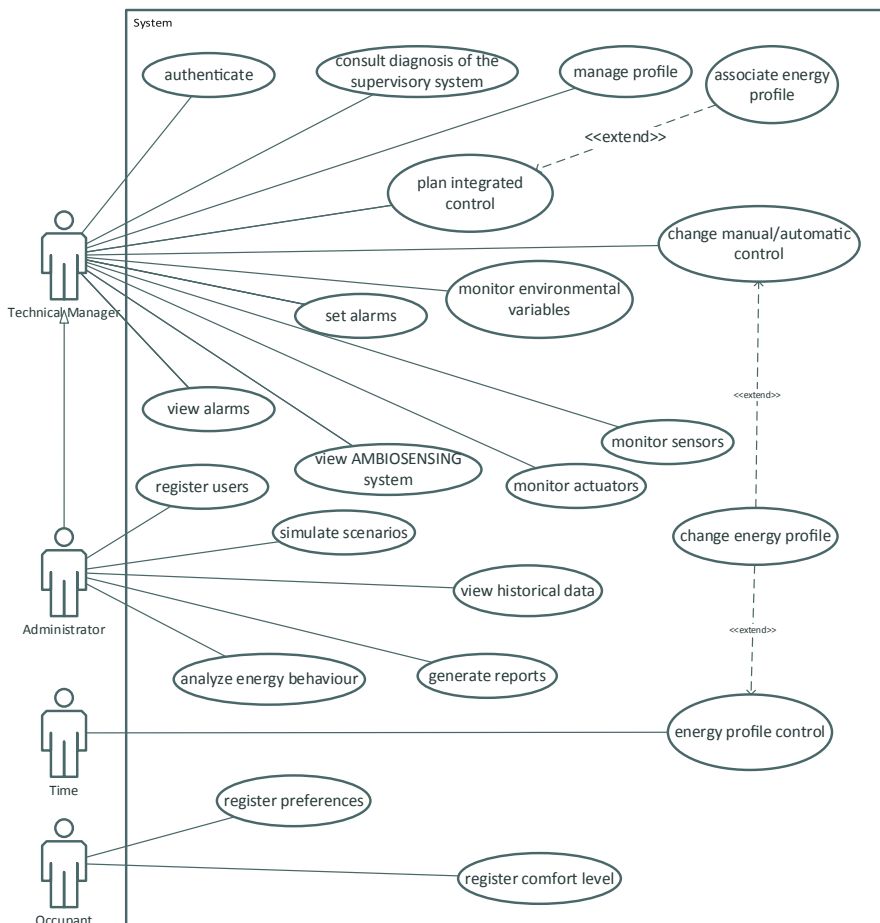 System
authenticate
consult diagnosis of the
supervisory system
manage profile
associate energy
profile
<<extend>>
plan integrated
control
change manual/automatic
control
monitor environmental
variables
set alarms
Technical Manager
<<extend>>
view alarms
monitor sensors
view AMBIOSENSING
system
monitor actuators
register users
simulate scenarios
change energy profile
view historical data
Administrator
<<extend>>
analyze energy behaviour
generate reports
energy profile control
Time
register preferences
register comfort level
Occupant